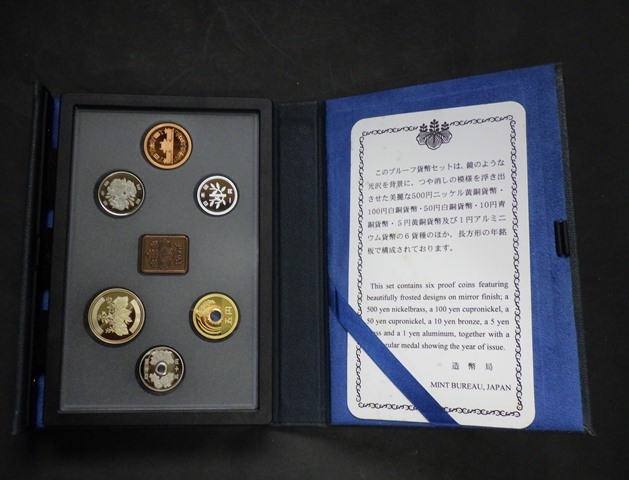 このプルーフ貨幣セットは、鏡のような
光沢を背景に、つや消しの模様を浮き出
させた美麗な500円ニッケル黄銅貨幣・
100円白銅貨幣・50円白銅貨幣・10円青
銅貨幣・5円黄銅貨幣及び1円アルミニ
ウム貨幣の6貨種のほか、長方形の年銘
板で構成されております。
This set contains six proof coins featuring
beautifully frosted designs on mirror finish; a
500 yen nickelbrass, a 100 yen cupronickel, a
50 yen cupronickel, a 10 yen bronze, a 5 yen
and a 1 yen aluminum, together with a
medal showing the year of issue.
造幣局
MINT BUREAU, JAPAN
五円